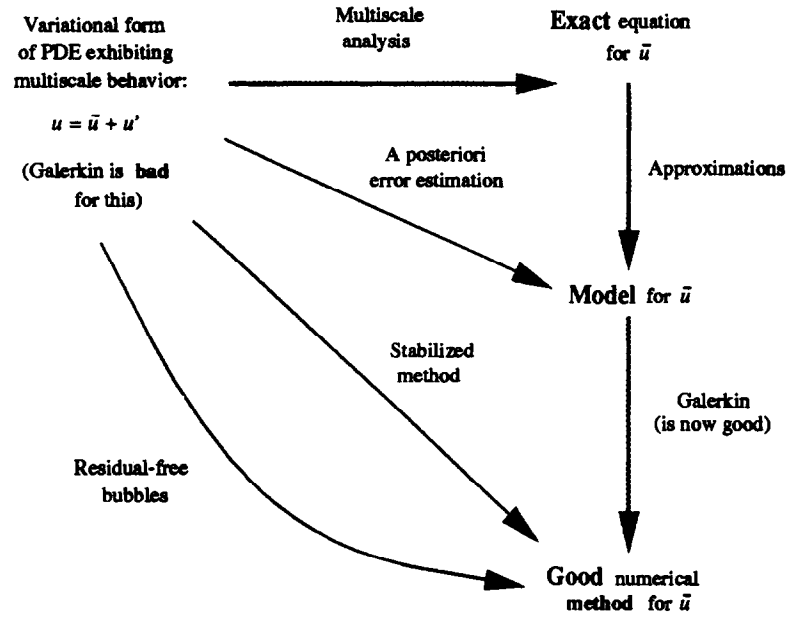 Variational form
of PDE exhibiting
multiscale behavior:
u = ū + u'
(Galerkin is bad
for this)
Multiscale
analysis
Exact equation
for ū
A posteriori
error estimation
Approximations
Model for ū
Stabilized
method
Galerkin
(is now good)
Residual-free
bubbles
Good numerical
method for ū